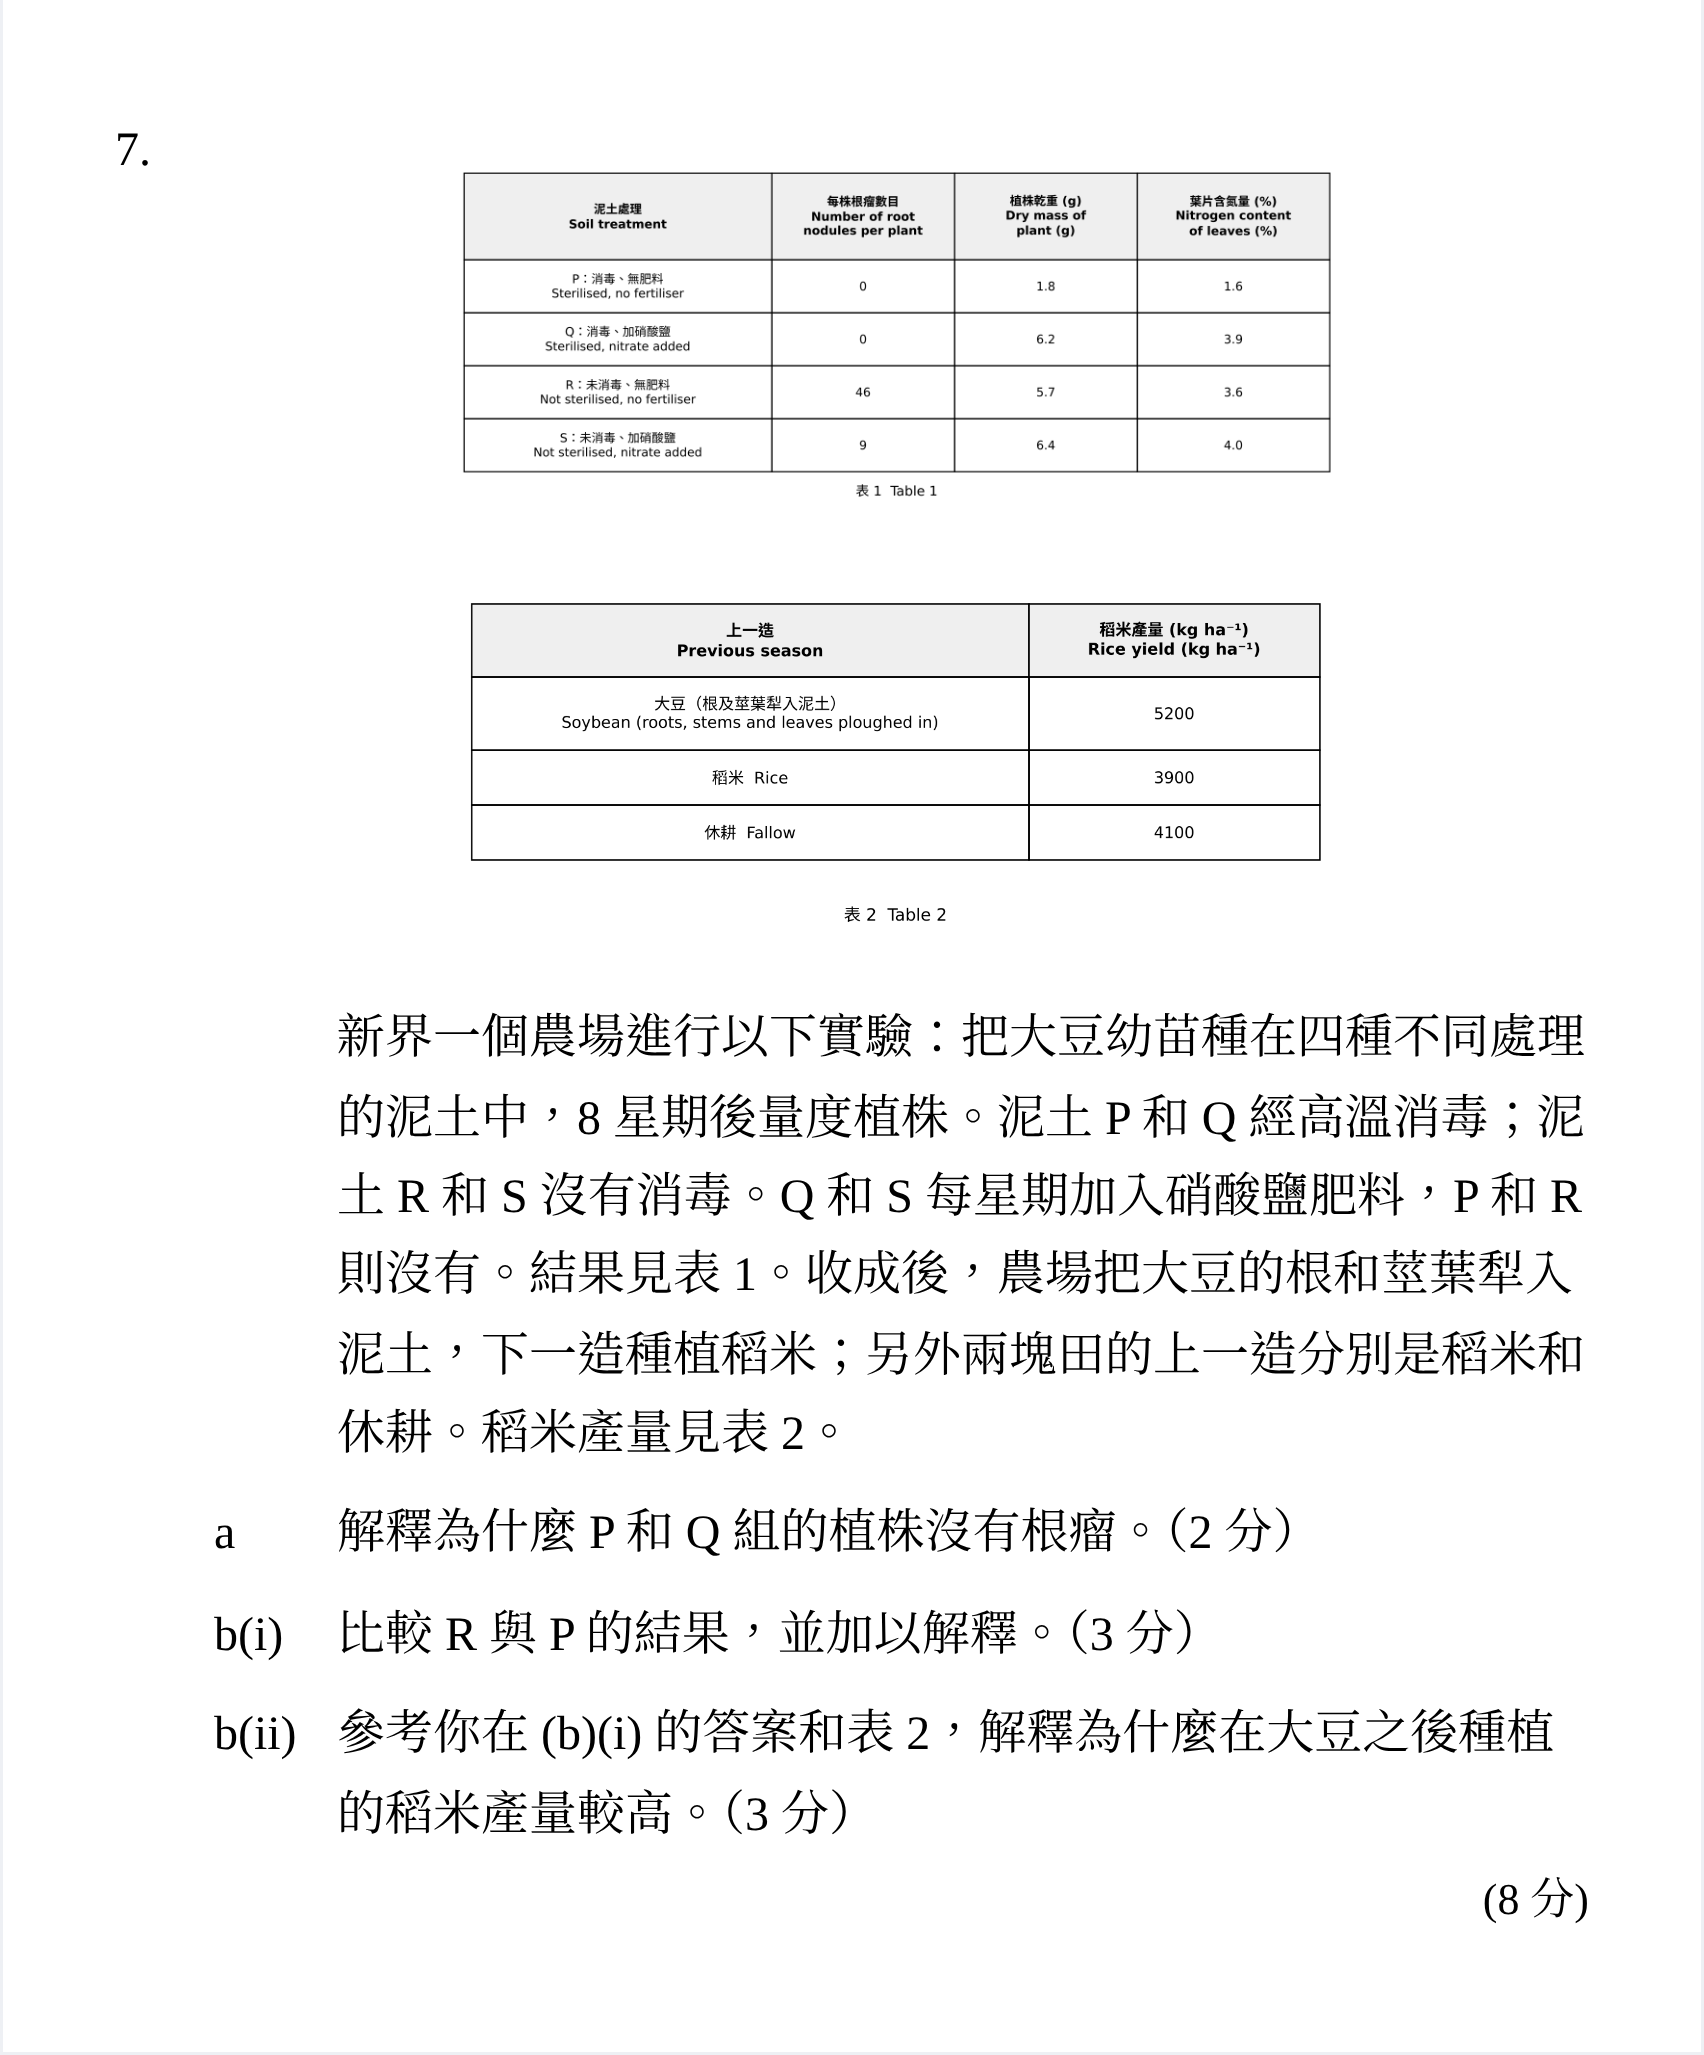 7.
泥土處理 每株根瘤數目 植株乾重 (g) 葉片含氮量 (%)
Soil treatment Number of root nodules per plant Dry mass of plant (g) Nitrogen content of leaves (%)
P：消毒、無肥料
Sterilised, no fertiliser 0 1.8 1.6
Q：消毒、加硝酸鹽
Sterilised, nitrate added 0 6.2 3.9
R：未消毒、無肥料
Not sterilised, no fertiliser 46 5.7 3.6
S：未消毒、加硝酸鹽
Not sterilised, nitrate added 9 6.4 4.0
表 1 Table 1
上一造 稻米產量 (kg ha⁻¹)
Previous season Rice yield (kg ha⁻¹)
大豆（根及莖葉犁入泥土）
Soybean (roots, stems and leaves ploughed in) 5200
稻米 Rice 3900
休耕 Fallow 4100
表 2 Table 2
新界一個農場進行以下實驗：把大豆幼苗種在四種不同處理
的泥土中，8 星期後量度植株。泥土 P 和 Q 經高溫消毒；泥
土 R 和 S 沒有消毒。Q 和 S 每星期加入硝酸鹽肥料，P 和 R
則沒有。結果見表 1。收成後，農場把大豆的根和莖葉犁入
泥土，下一造種植稻米；另外兩塊田的上一造分別是稻米和
休耕。稻米產量見表 2。
a 解釋為什麼 P 和 Q 組的植株沒有根瘤。（2 分）
b(i) 比較 R 與 P 的結果，並加以解釋。（3 分）
b(ii) 參考你在 (b)(i) 的答案和表 2，解釋為什麼在大豆之後種植
的稻米產量較高。（3 分）
(8 分)